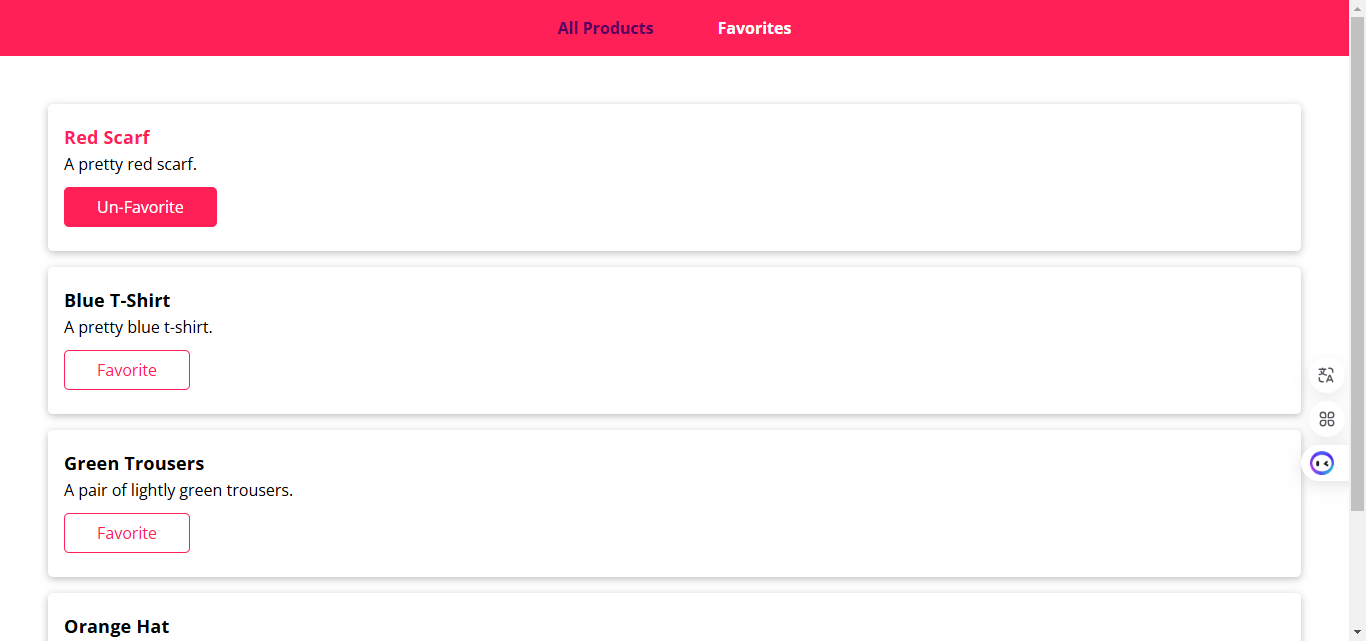 All Products Favorites
Red Scarf
A pretty red scarf.
Un-Favorite
Blue T-Shirt
A pretty blue t-shirt.
Favorite
Green Trousers
A pair of lightly green trousers.
Favorite
Orange Hat